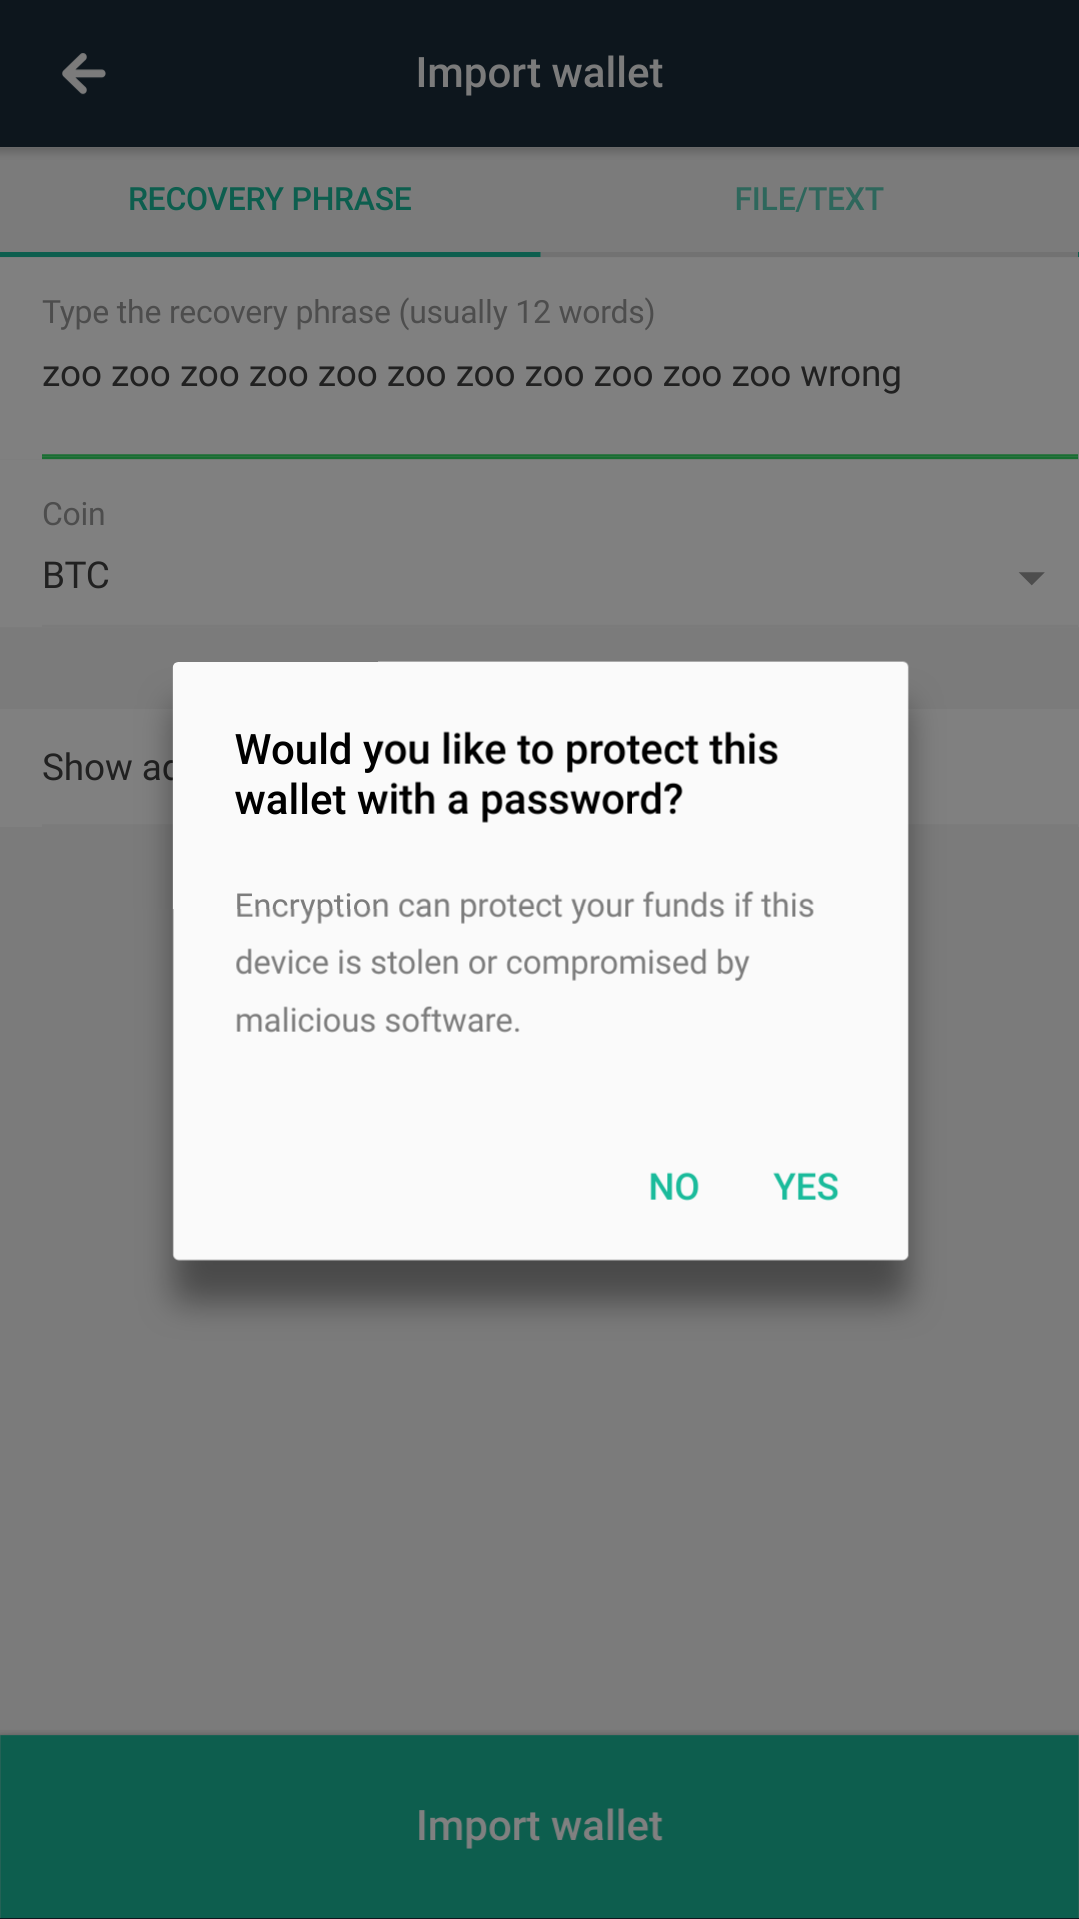 Import wallet
RECOVERY PHRASE
FILE/TEXT
Type the recovery phrase (usually 12 words)
zoo zoo zoo zoo zoo zoo zoo zoo zoo zoo zoo wrong
Coin
BTC
Show
Would you like to protect this
wallet with a password?
Encryption can protect your funds if this
device is stolen or compromised by
malicious software.
NO
YES
Import wallet